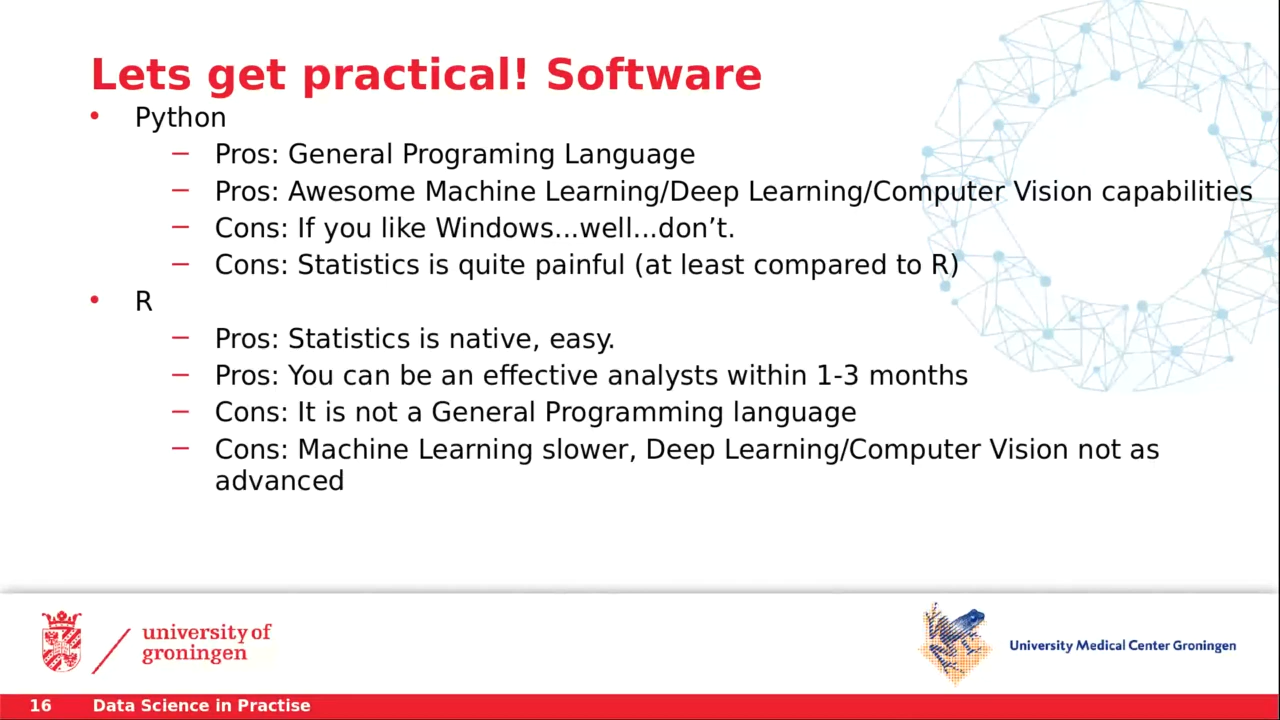 Lets get practical! Software
• Python
– Pros: General Programing Language
– Pros: Awesome Machine Learning/Deep Learning/Computer Vision capabilities
– Cons: If you like Windows...well...don’t.
– Cons: Statistics is quite painful (at least compared to R)
• R
– Pros: Statistics is native, easy.
– Pros: You can be an effective analysts within 1-3 months
– Cons: It is not a General Programming language
– Cons: Machine Learning slower, Deep Learning/Computer Vision not as
advanced
university of
groningen
University Medical Center Groningen
16 Data Science in Practise